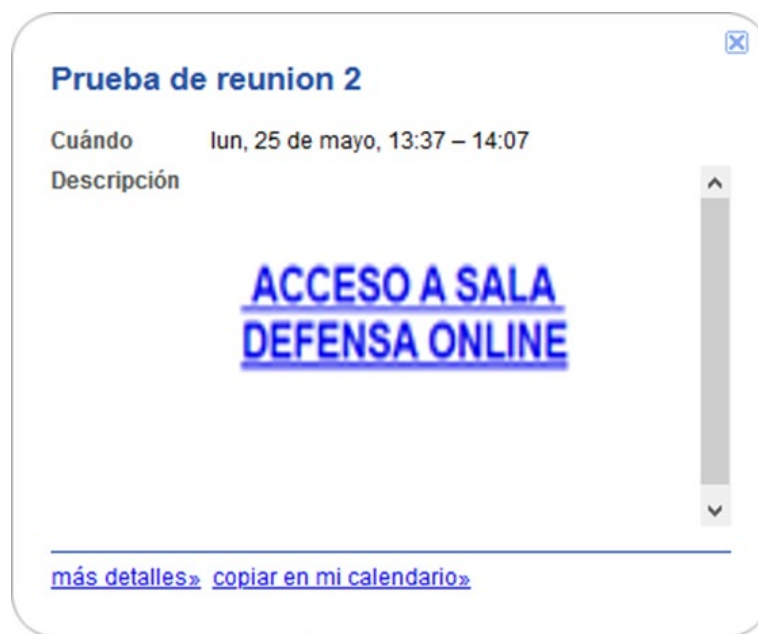 Prueba de reunion 2
Cuándo lun, 25 de mayo, 13:37 – 14:07
Descripción
ACCESO A SALA
DEFENSA ONLINE
más detalles» copiar en mi calendario»